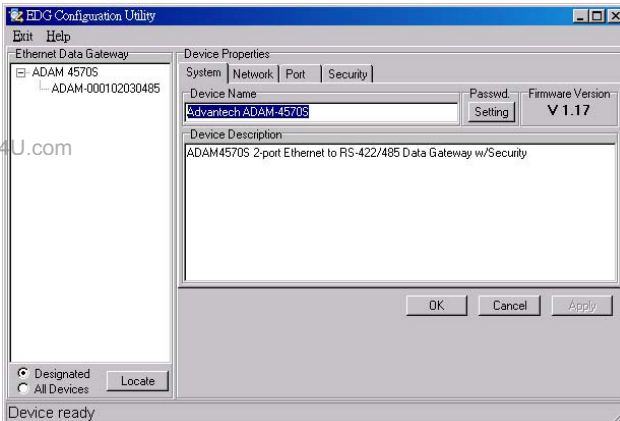 EDG Configuration Utility
Exit Help
Ethernet Data Gateway
ADAM 4570S
ADAM-000102030485
Designated
All Devices
Locate
Device Properties
System Network Port Security
Device Name
Advantech ADAM-4570S
Passwd.
Setting
Firmware Version
V 1.17
Device Description
ADAM4570S 2-port Ethernet to RS-422/485 Data Gateway w/Security
OK Cancel Apply
Device ready
4U.com